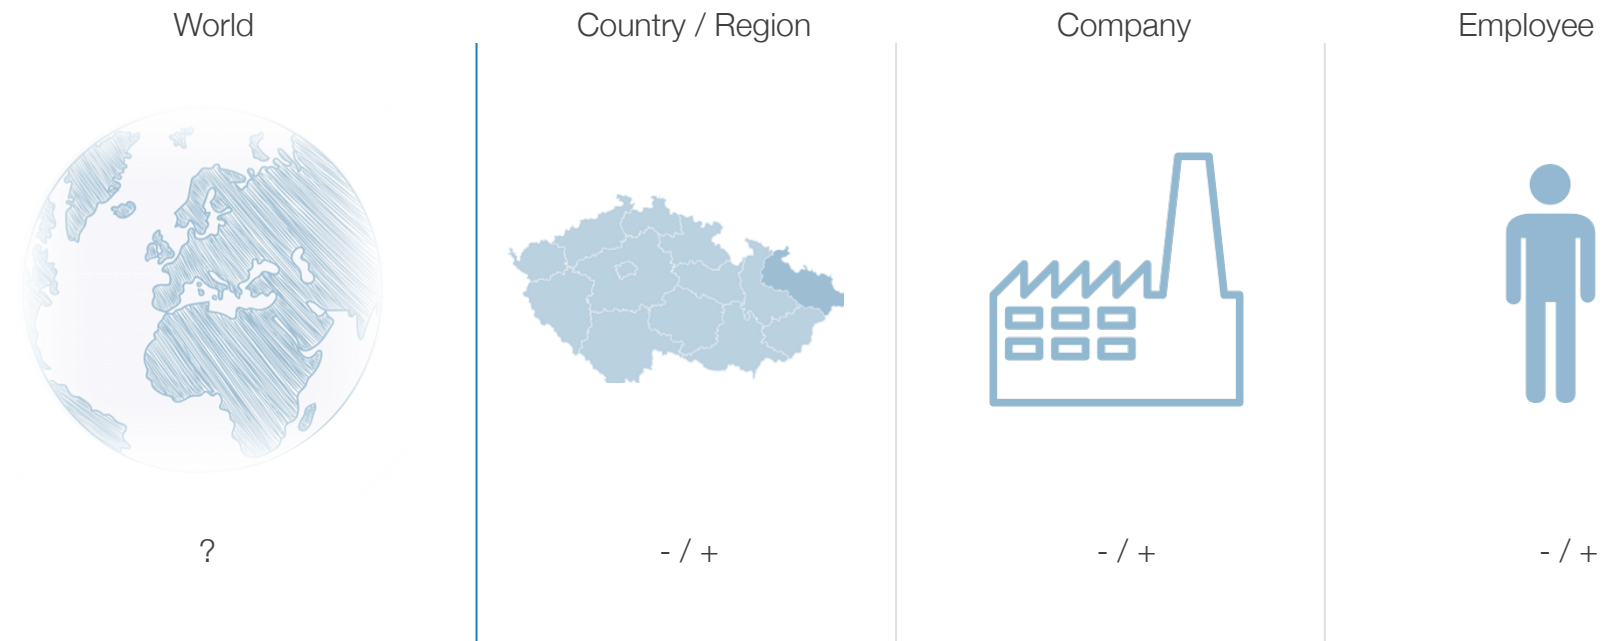 World
Country / Region
Company
Employee
?
- / +
- / +
- / +